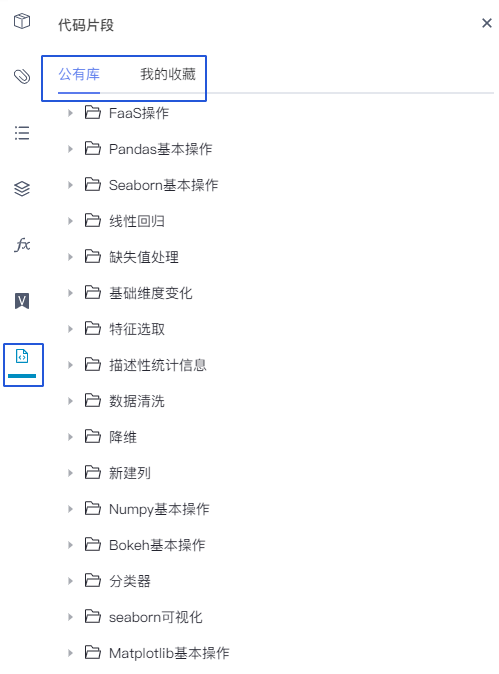 代码片段
公有库 我的收藏
FaaS操作
Pandas基本操作
Seaborn基本操作
线性回归
缺失值处理
基础维度变化
特征选取
描述性统计信息
数据清洗
降维
新建列
Numpy基本操作
Bokeh基本操作
分类器
seaborn可视化
Matplotlib基本操作